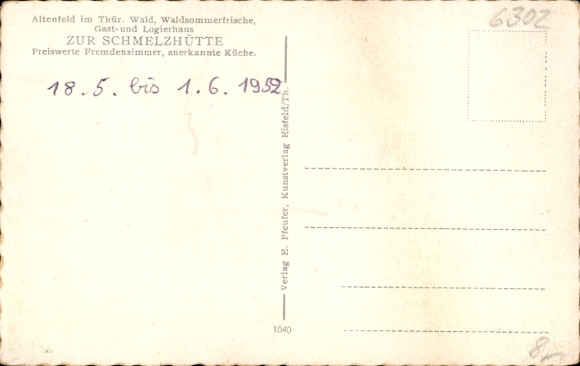 Altenfeld im Thür. Wald, Waldsommerfrische,
Gast- und Logierhaus
ZUR SCHMELZHÜTTE
Preiswerte Fremdenzimmer, anerkannte Küche.
18.5. bis 1.6. 1952
Verlag H. Pfeufer, Kunstverlag Eisfeld/Th.
1040
6302
8,-